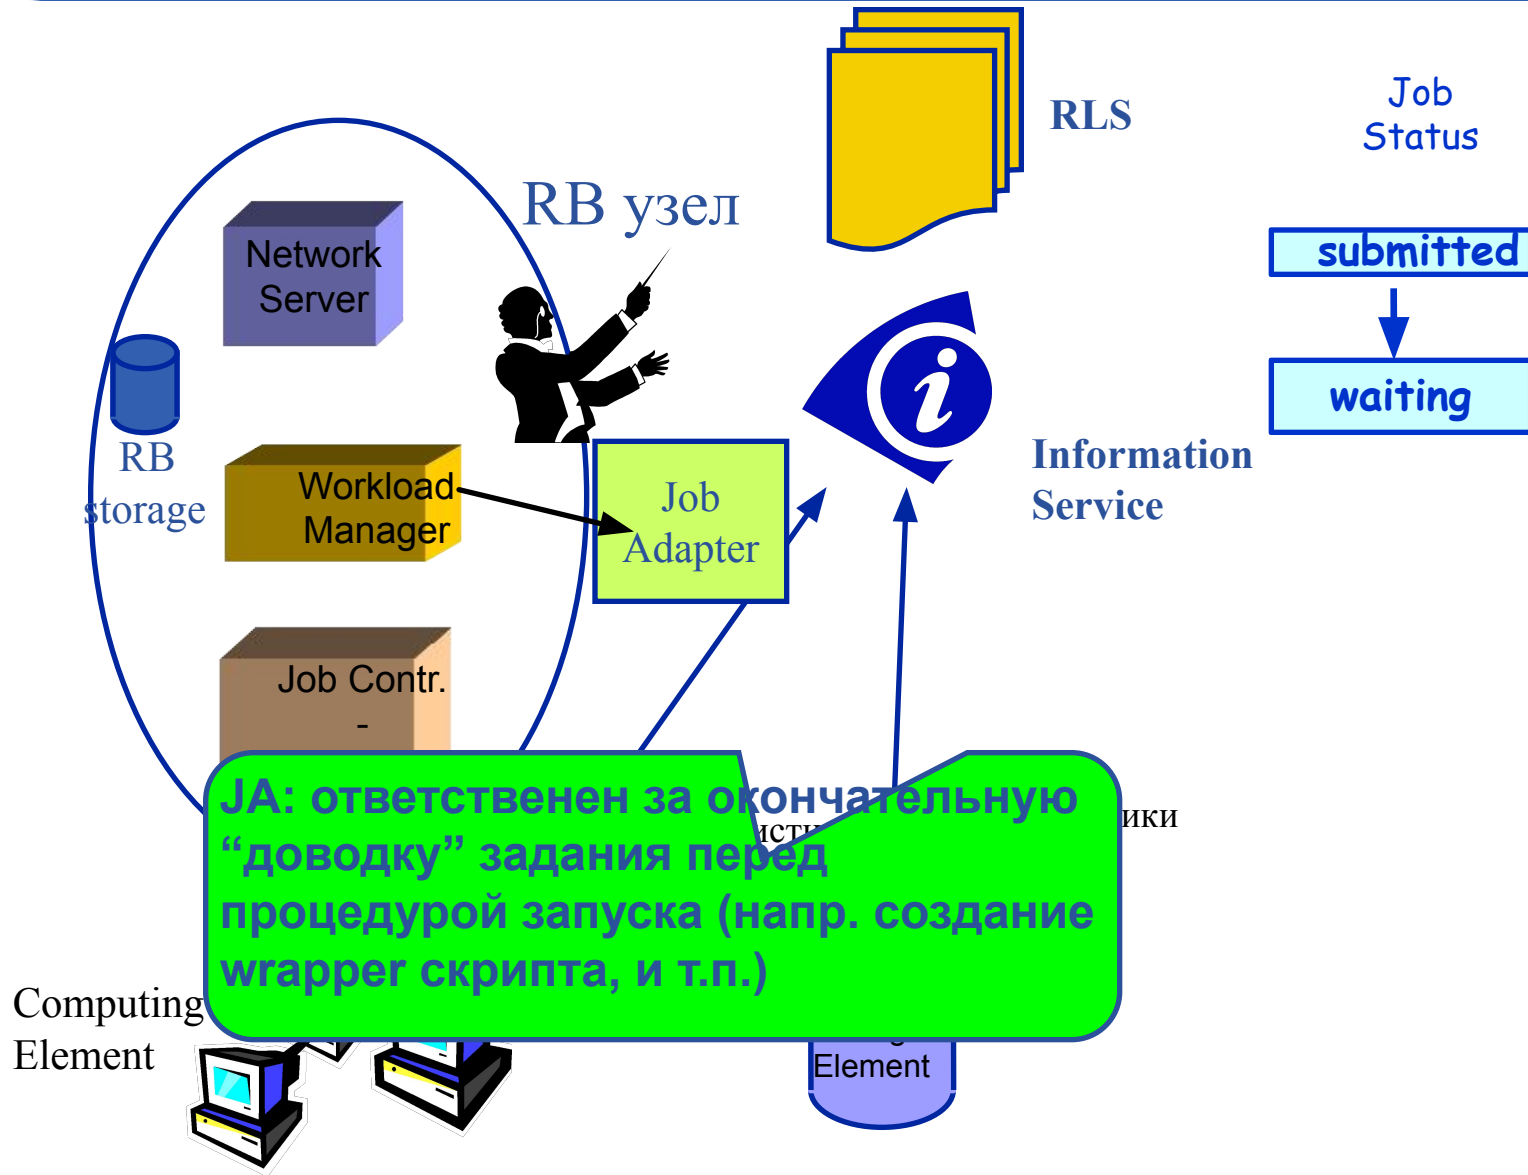 RLS
Job
Status
RB узел
Network
Server
submitted
waiting
RB
storage
Workload
Manager
Job
Adapter
Information
Service
Job Contr.
-
JA: ответственен за окончательную
“доводку” задания перед
процедурой запуска (напр. создание
wrapper скрипта, и т.п.)
Computing
Element
Element